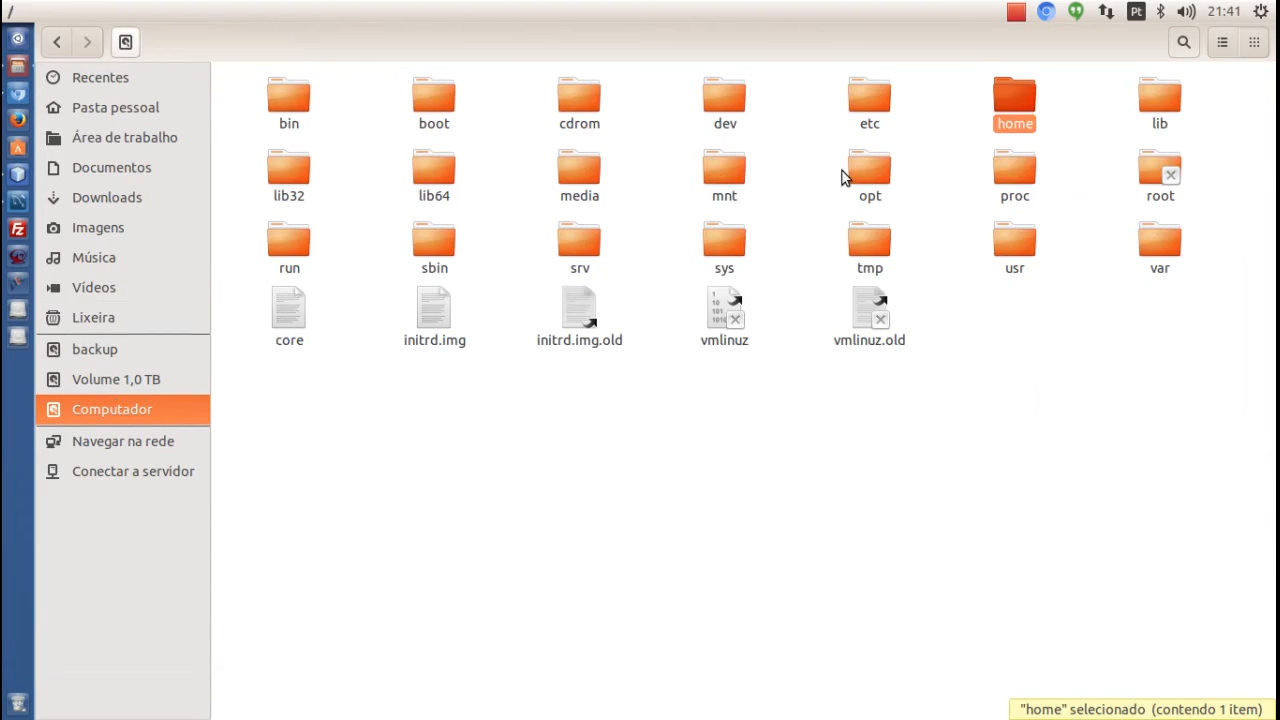 /
Pt
21:41
Recentes
Pasta pessoal
Área de trabalho
Documentos
Downloads
Imagens
Música
Vídeos
Lixeira
backup
Volume 1,0 TB
Computador
Navegar na rede
Conectar a servidor
bin boot cdrom dev etc home lib
lib32 lib64 media mnt opt proc root
run sbin srv sys tmp usr var
core initrd.img initrd.img.old vmlinuz vmlinuz.old
"home" selecionado (contendo 1 item)